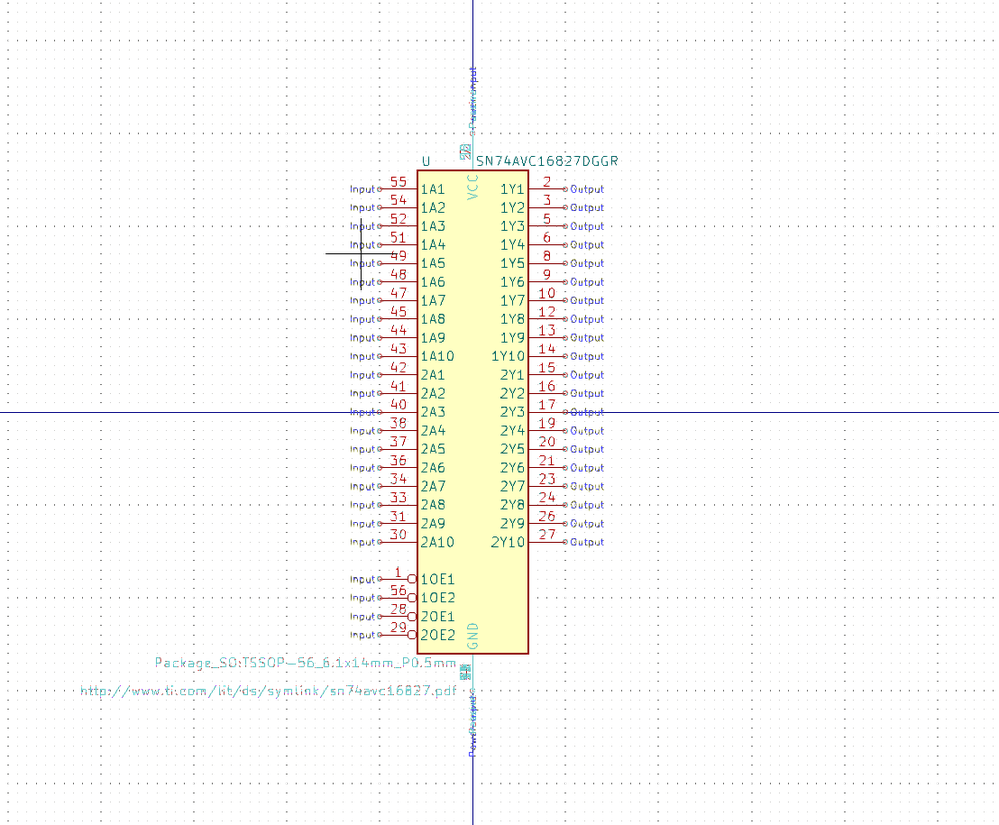 U SN74AVC16827DGGR
VCC
Input 55 1A1 1Y1 2 Output
Input 54 1A2 1Y2 3 Output
Input 52 1A3 1Y3 5 Output
Input 51 1A4 1Y4 6 Output
Input 49 1A5 1Y5 8 Output
Input 48 1A6 1Y6 9 Output
Input 47 1A7 1Y7 10 Output
Input 45 1A8 1Y8 12 Output
Input 44 1A9 1Y9 13 Output
Input 43 1A10 1Y10 14 Output
Input 42 2A1 2Y1 15 Output
Input 41 2A2 2Y2 16 Output
Input 40 2A3 2Y3 17 Output
Input 38 2A4 2Y4 19 Output
Input 37 2A5 2Y5 20 Output
Input 36 2A6 2Y6 21 Output
Input 34 2A7 2Y7 23 Output
Input 33 2A8 2Y8 24 Output
Input 31 2A9 2Y9 26 Output
Input 30 2A10 2Y10 27 Output
Input 1 1OE1
Input 56 1OE2
Input 28 2OE1
Input 29 2OE2
GND
Package_SO:TSSOP-56_6.1x14mm_P0.5mm
http://www.ti.com/lit/ds/symlink/sn74avc16827.pdf